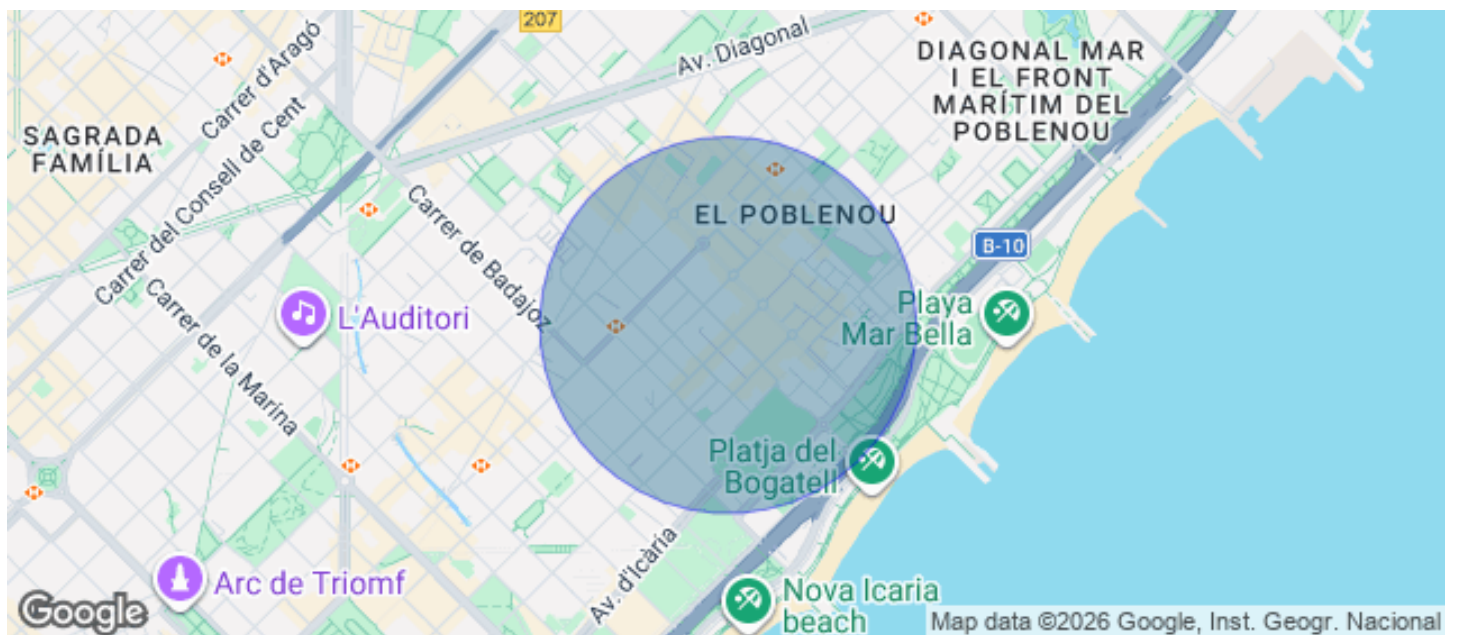 207
Carrer d'Aragó
Av. Diagonal
DIAGONAL MAR
I EL FRONT
MARÍTIM DEL
POBLENOU
SAGRADA
FAMÍLIA
Carrer del Consell de Cent
Carrer de Badajoz
EL POBLENOU
B-10
Carrer de la Marina
L'Auditori
Playa
Mar Bella
Platja del
Bogatell
Av. d'Icària
Arc de Triomf
Nova Icaria
beach
Google
Map data ©2026 Google, Inst. Geogr. Nacional